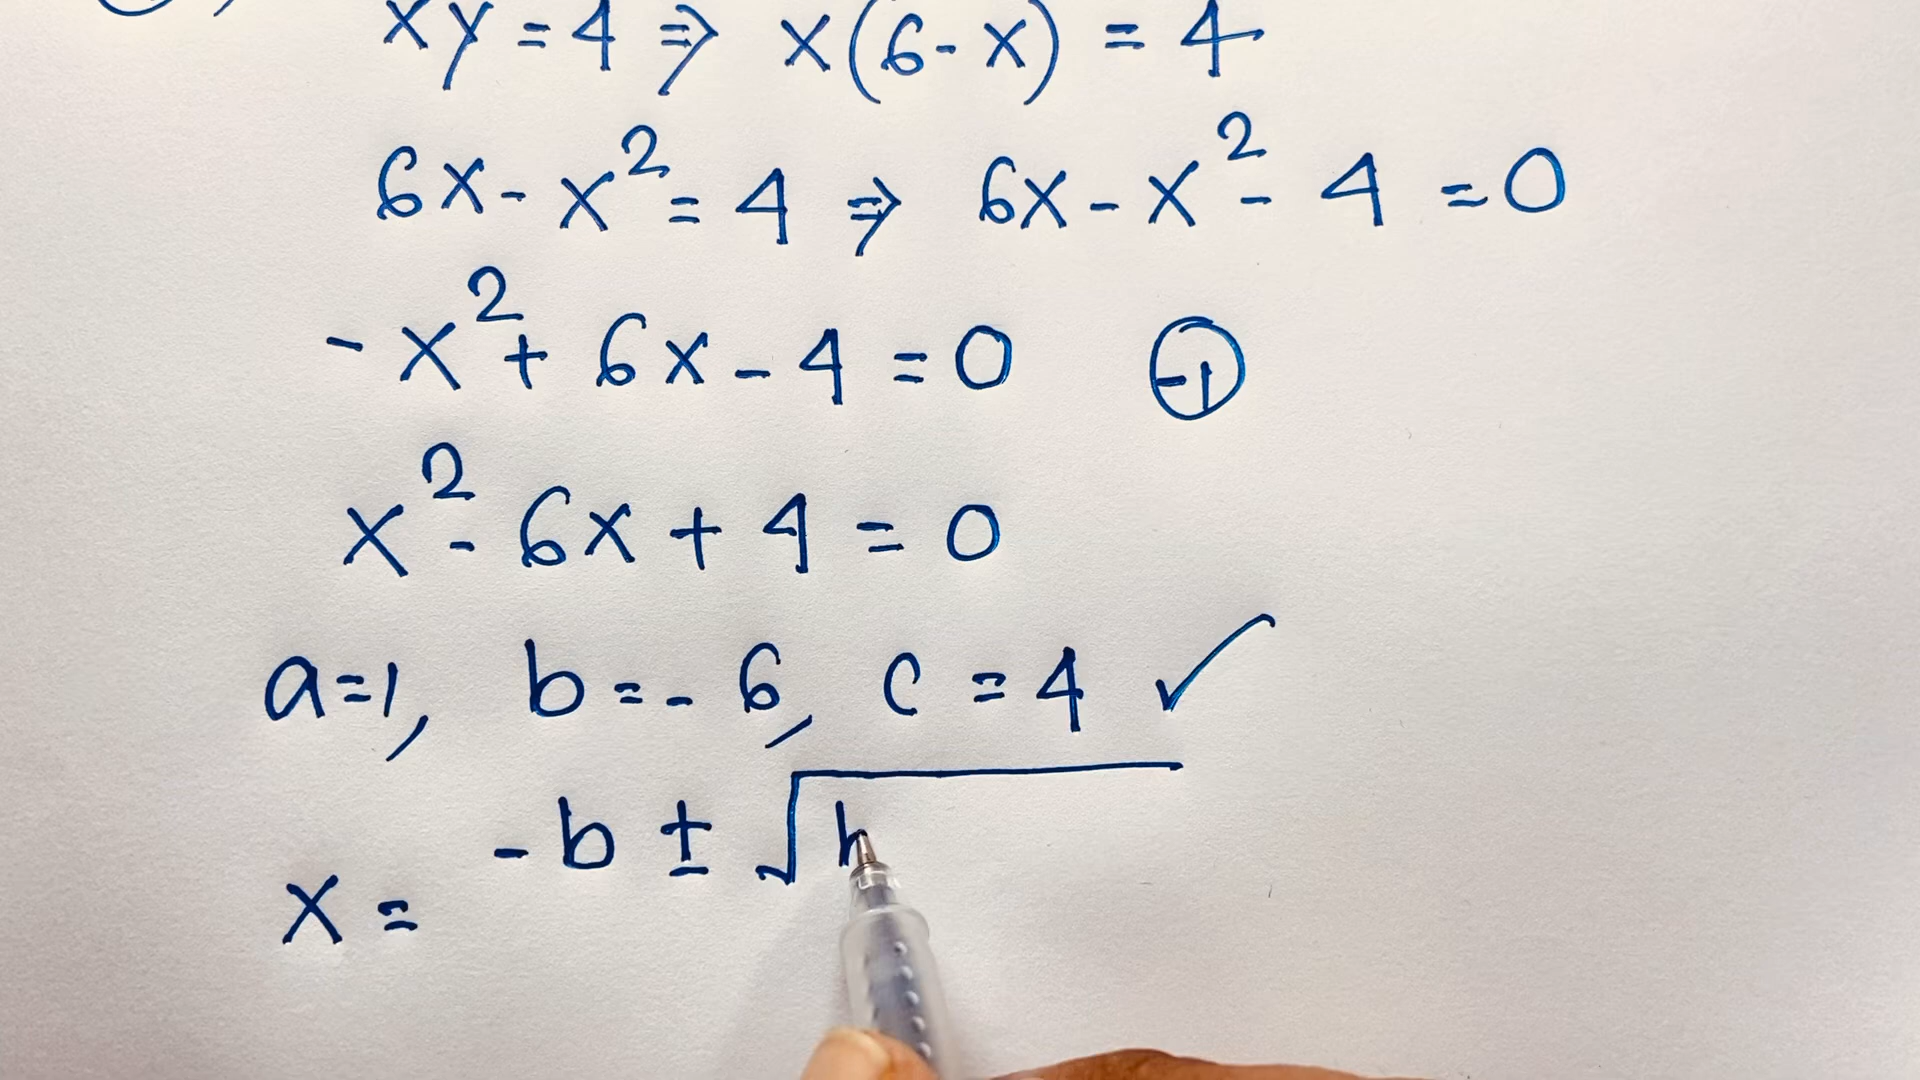 xy = 4 ⇒ x(6 - x) = 4
6x - x² = 4 ⇒ 6x - x² - 4 = 0
- x² + 6x - 4 = 0 -1
x² - 6x + 4 = 0
a = 1, b = - 6, c = 4 ✓
x = - b ± √b